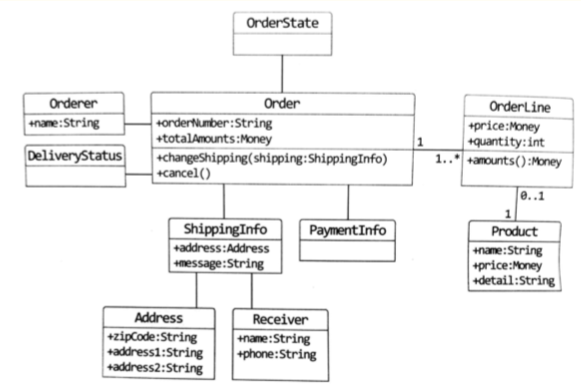 OrderState
Orderer
+name:String
Order
+orderNumber:String
+totalAmounts:Money
+changeShipping(shipping:ShippingInfo)
+cancel()
OrderLine
+price:Money
+quantity:int
+amounts():Money
1
1..*
DeliveryStatus
0..1
1
ShippingInfo
+address:Address
+message:String
PaymentInfo
Product
+name:String
+price:Money
+detail:String
Address
+zipCode:String
+address1:String
+address2:String
Receiver
+name:String
+phone:String